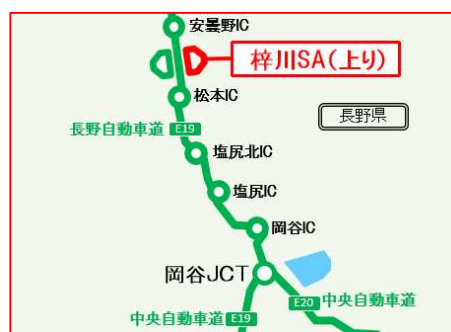 安曇野IC
梓川SA(上り)
松本IC
長野県
長野自動車道 E19
塩尻北IC
塩尻IC
岡谷IC
岡谷JCT
E20 中央自動車道
中央自動車道 E19